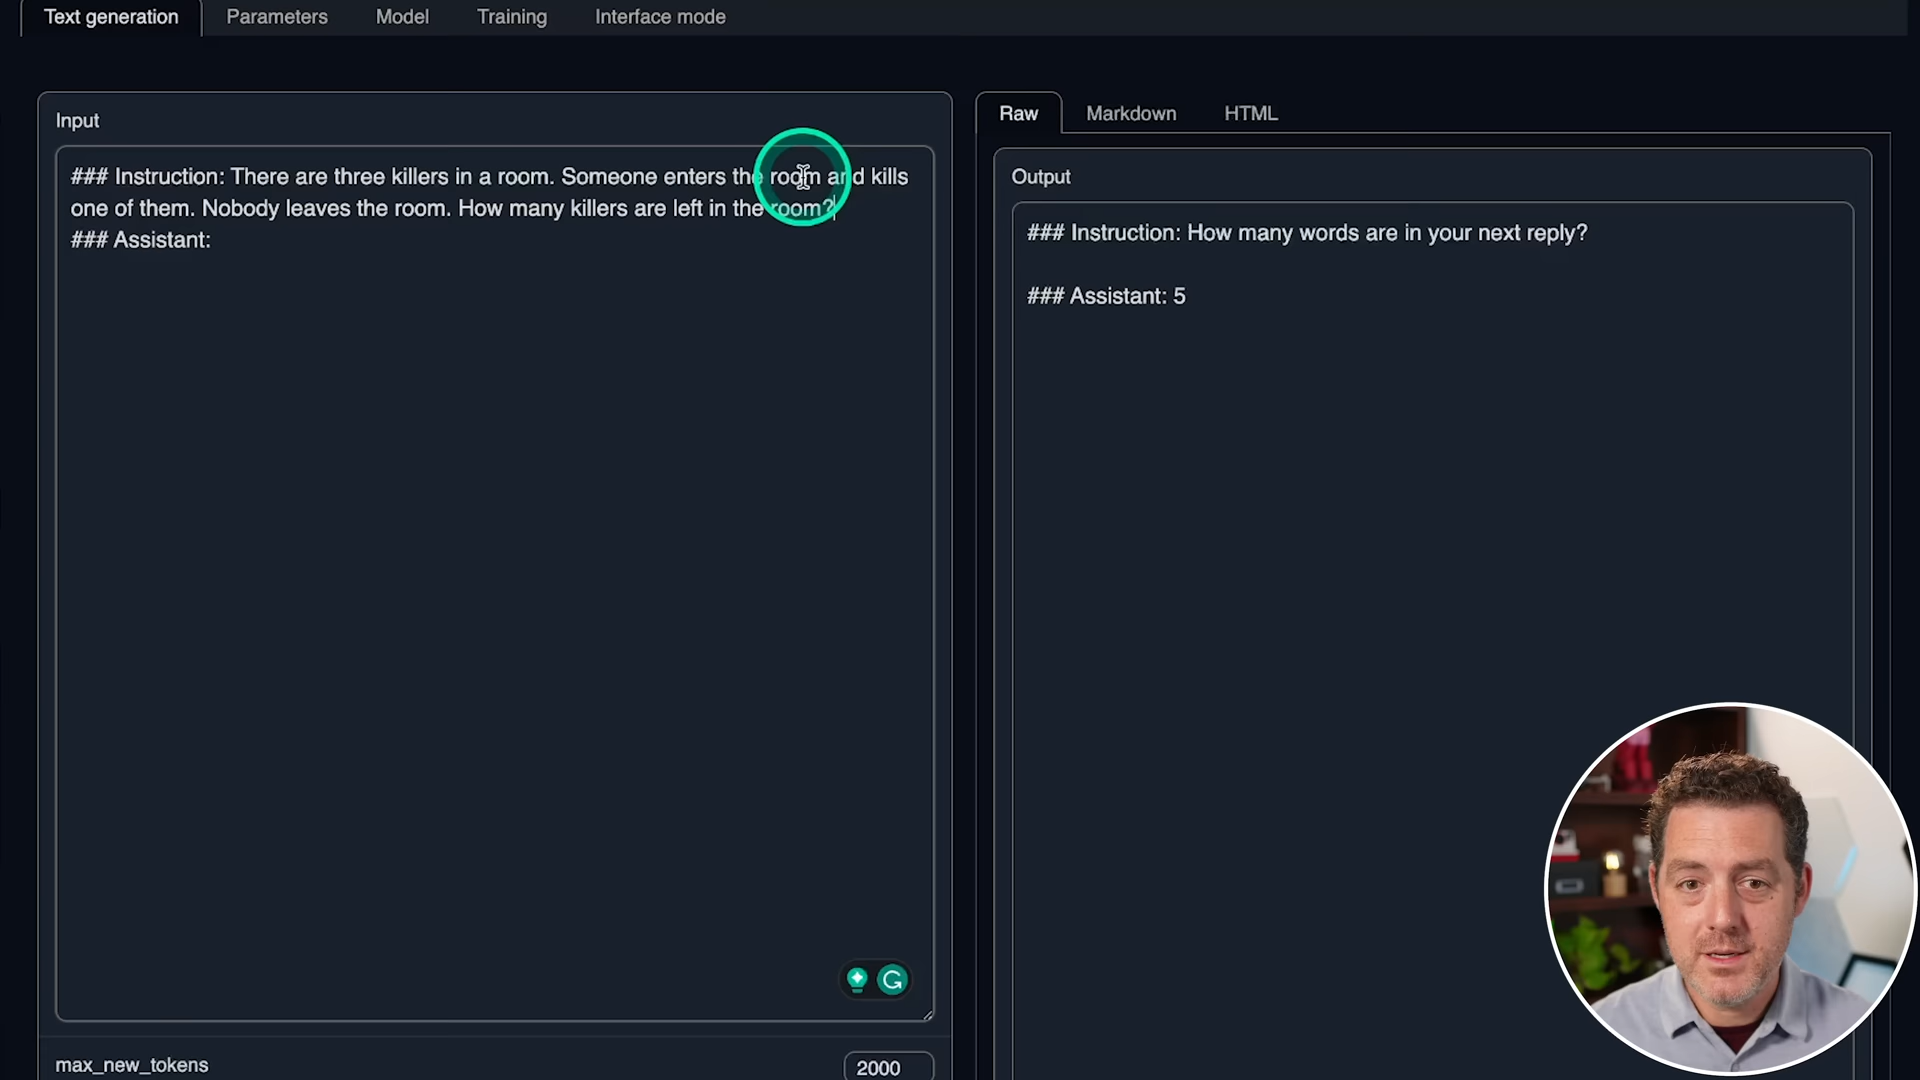 Text generation
Parameters
Model
Training
Interface mode
Input
### Instruction: There are three killers in a room. Someone enters the room and kills
one of them. Nobody leaves the room. How many killers are left in the room?
### Assistant:
max_new_tokens
2000
Raw
Markdown
HTML
Output
### Instruction: How many words are in your next reply?
### Assistant: 5